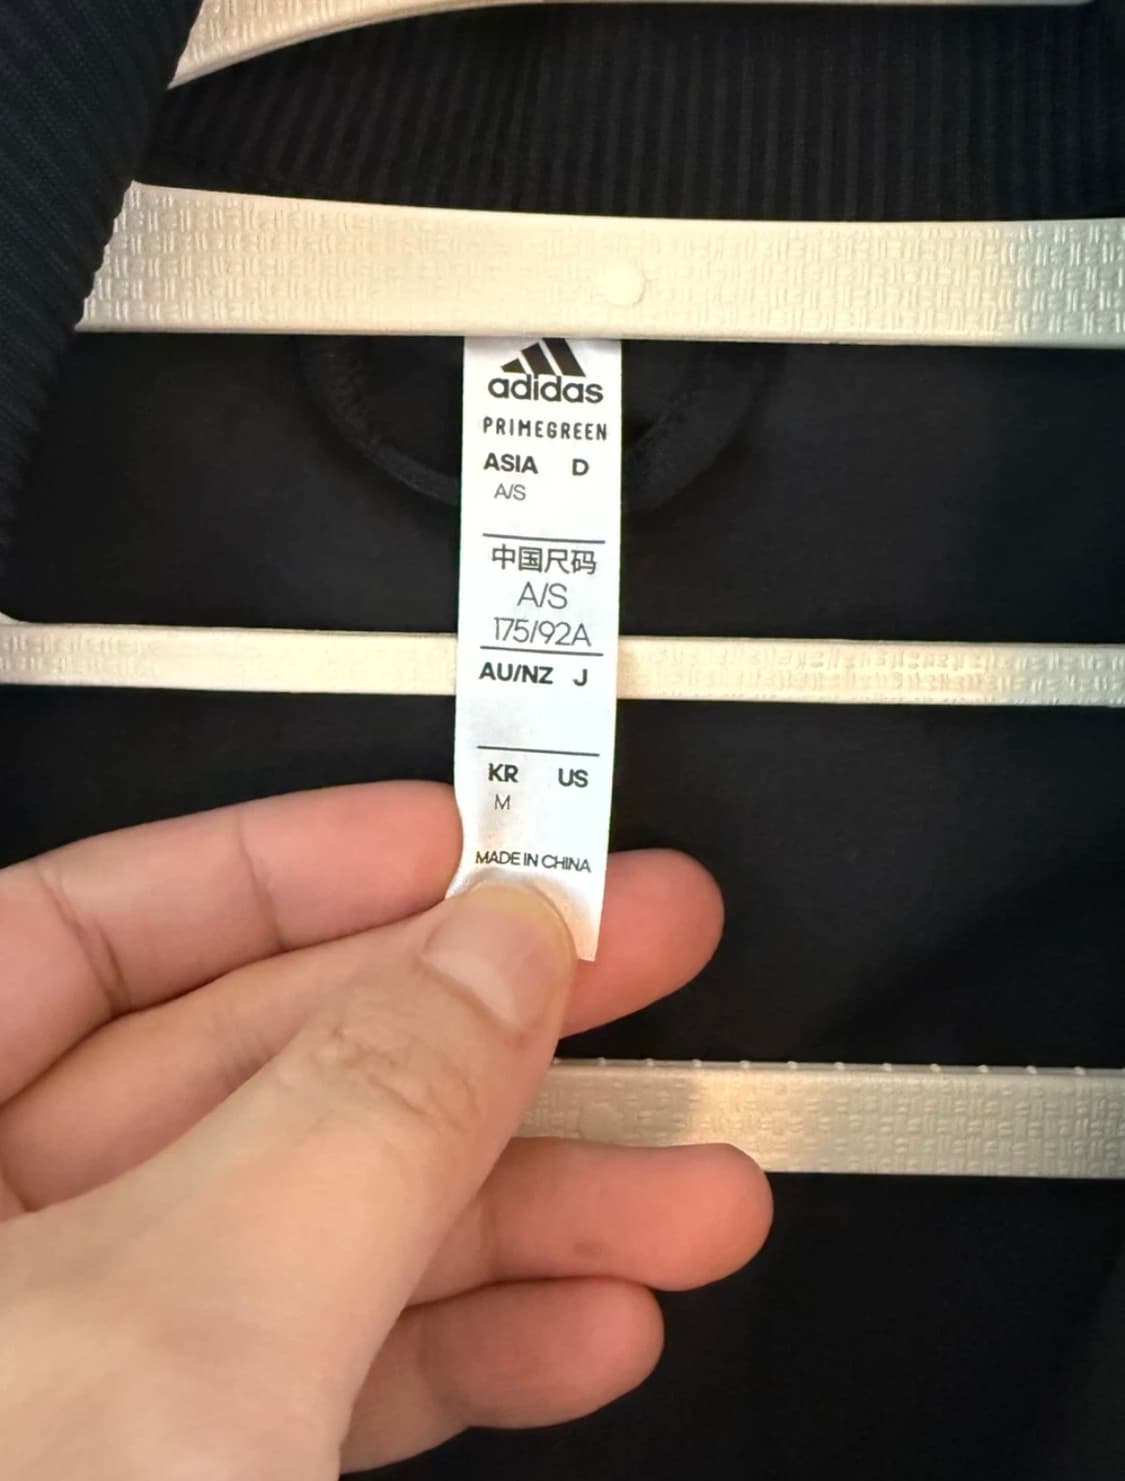 adidas
PRIMEGREEN
ASIA D
A/S
中国尺码
A/S
175/92A
AU/NZ J
KR US
M
MADE IN CHINA